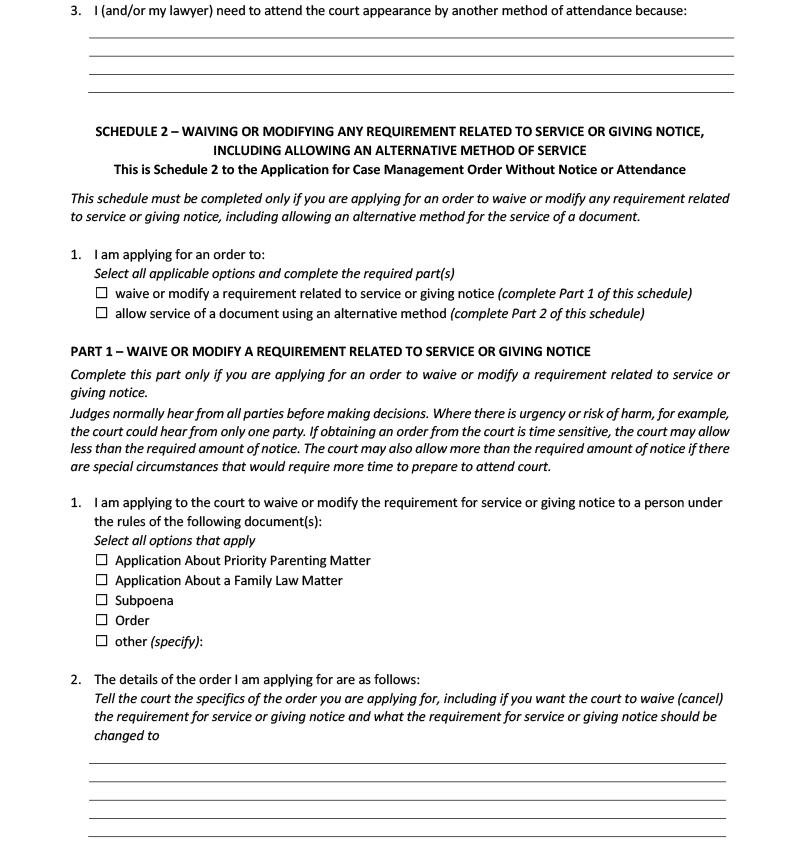 3. I (and/or my lawyer) need to attend the court appearance by another method of attendance because:
SCHEDULE 2 – WAIVING OR MODIFYING ANY REQUIREMENT RELATED TO SERVICE OR GIVING NOTICE,
INCLUDING ALLOWING AN ALTERNATIVE METHOD OF SERVICE
This is Schedule 2 to the Application for Case Management Order Without Notice or Attendance
This schedule must be completed only if you are applying for an order to waive or modify any requirement related
to service or giving notice, including allowing an alternative method for the service of a document.
1. I am applying for an order to:
Select all applicable options and complete the required part(s)
☐ waive or modify a requirement related to service or giving notice (complete Part 1 of this schedule)
☐ allow service of a document using an alternative method (complete Part 2 of this schedule)
PART 1 – WAIVE OR MODIFY A REQUIREMENT RELATED TO SERVICE OR GIVING NOTICE
Complete this part only if you are applying for an order to waive or modify a requirement related to service or
giving notice.
Judges normally hear from all parties before making decisions. Where there is urgency or risk of harm, for example,
the court could hear from only one party. If obtaining an order from the court is time sensitive, the court may allow
less than the required amount of notice. The court may also allow more than the required amount of notice if there
are special circumstances that would require more time to prepare to attend court.
1. I am applying to the court to waive or modify the requirement for service or giving notice to a person under
the rules of the following document(s):
Select all options that apply
☐ Application About Priority Parenting Matter
☐ Application About a Family Law Matter
☐ Subpoena
☐ Order
☐ other (specify):
2. The details of the order I am applying for are as follows:
Tell the court the specifics of the order you are applying for, including if you want the court to waive (cancel)
the requirement for service or giving notice and what the requirement for service or giving notice should be
changed to